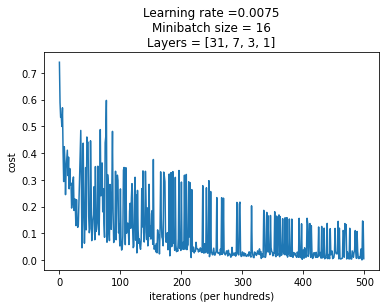 Learning rate =0.0075
Minibatch size = 16
Layers = [31, 7, 3, 1]
cost
0.7
0.6
0.5
0.4
0.3
0.2
0.1
0.0
0
100
200
300
400
500
iterations (per hundreds)